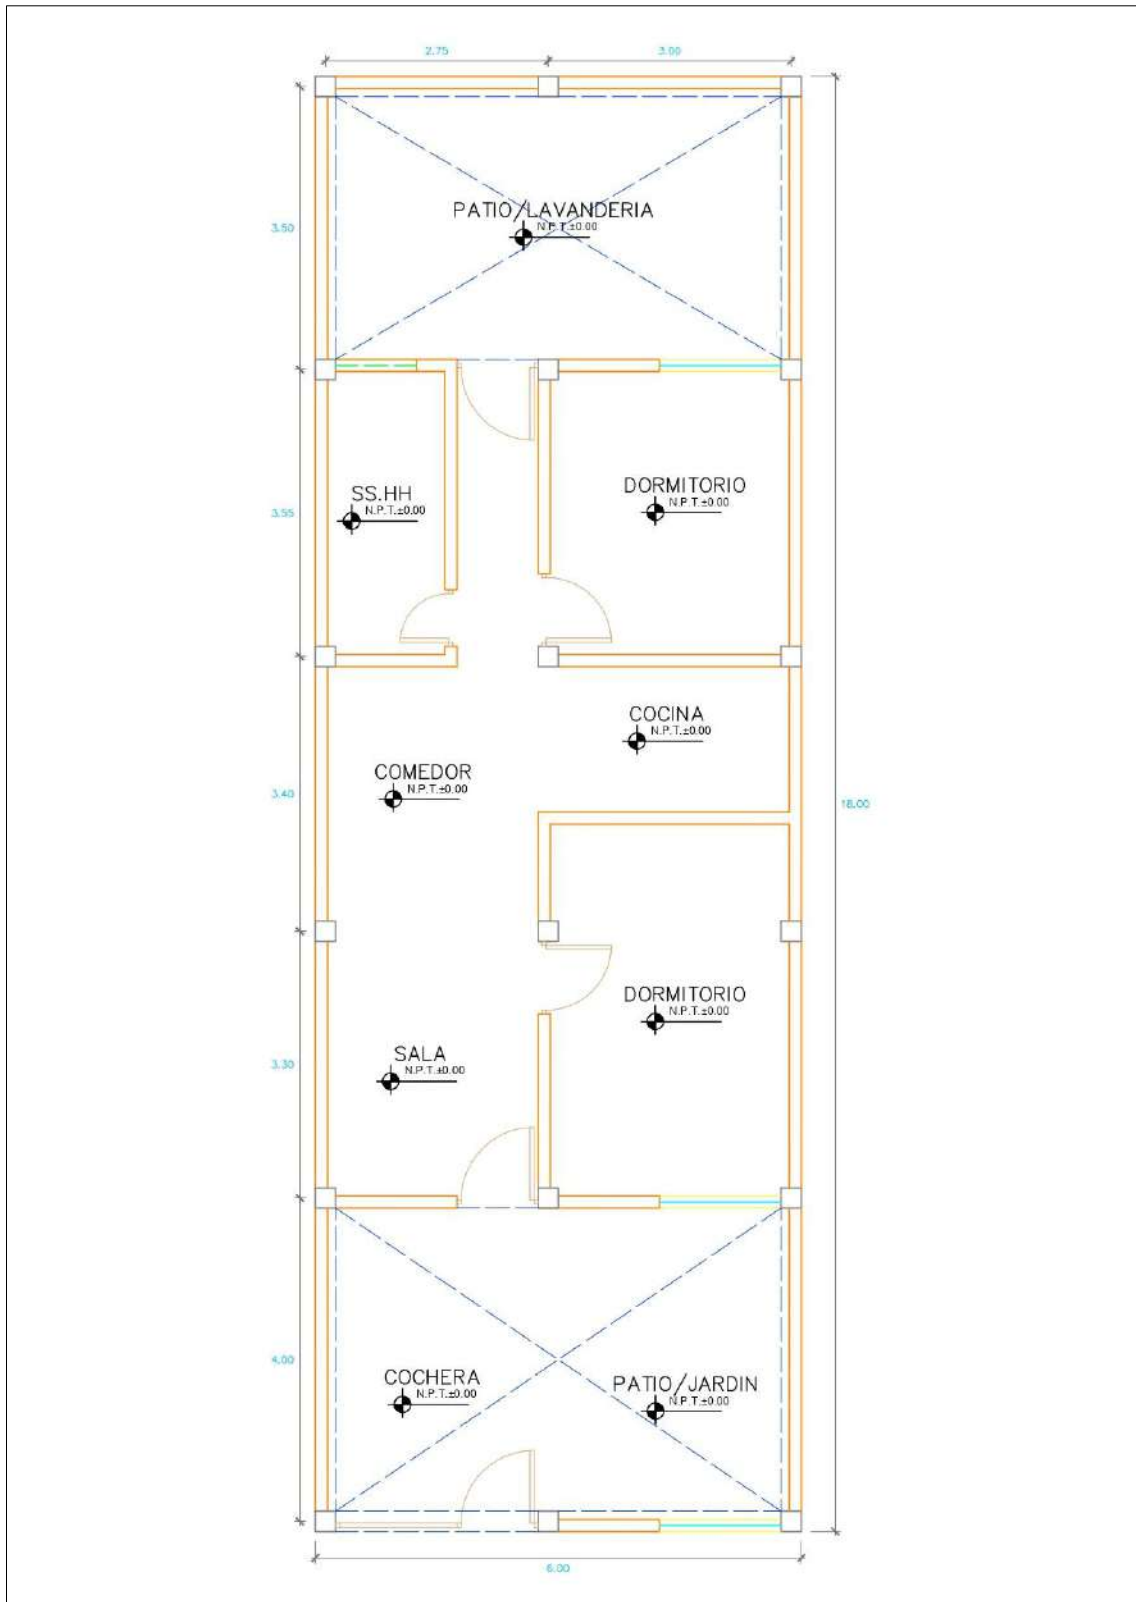 2.75
3.00
3.50
PATIO/LAVANDERIA
N.P.T.±0.00
3.55
SS.HH
N.P.T.±0.00
DORMITORIO
N.P.T.±0.00
COCINA
N.P.T.±0.00
COMEDOR
N.P.T.±0.00
3.40
18.00
DORMITORIO
N.P.T.±0.00
SALA
N.P.T.±0.00
3.30
4.00
COCHERA
N.P.T.±0.00
PATIO/JARDIN
N.P.T.±0.00
6.00